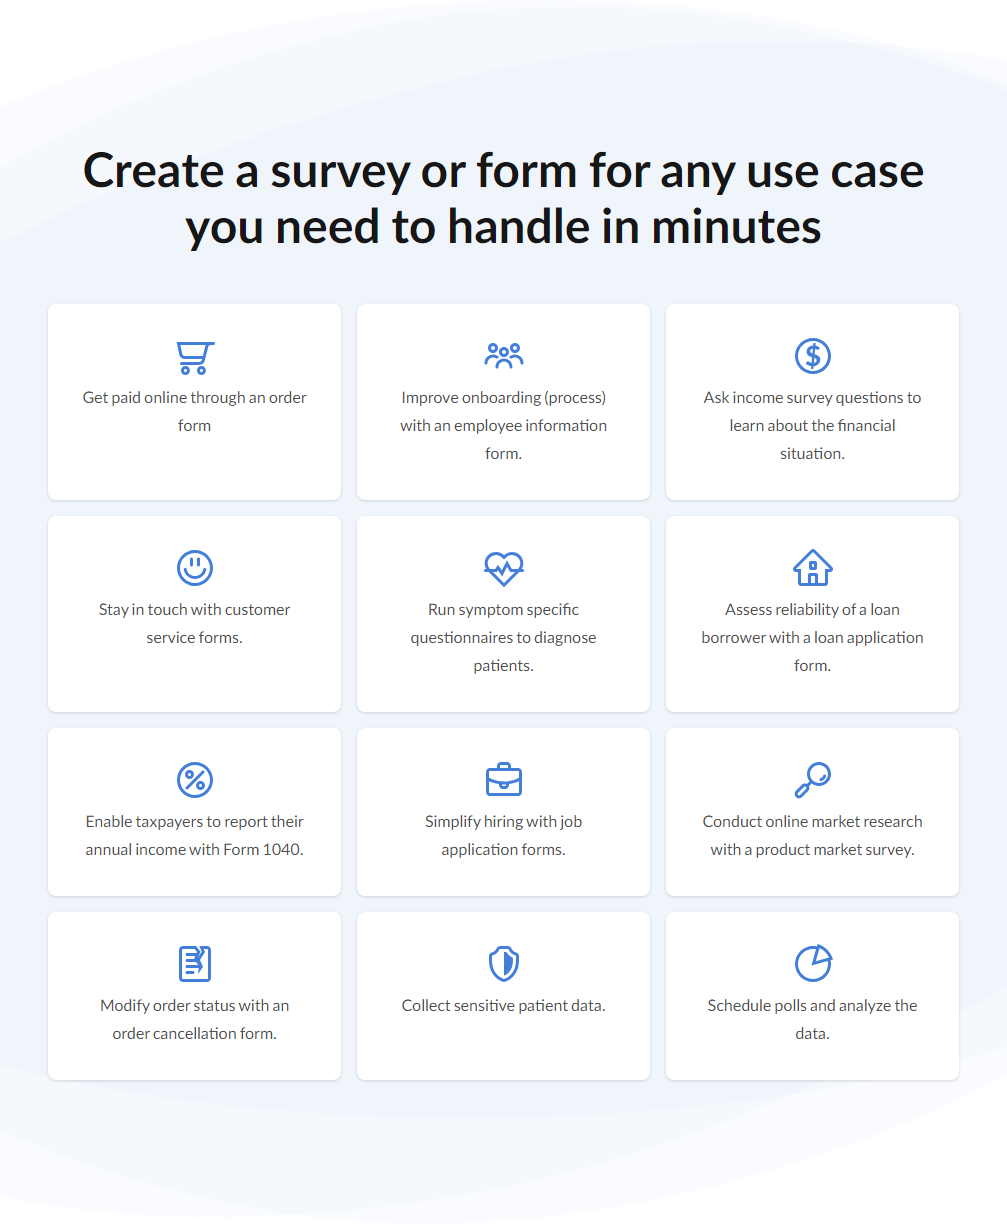 Create a survey or form for any use case
you need to handle in minutes
Get paid online through an order
form
Improve onboarding (process)
with an employee information
form.
Ask income survey questions to
learn about the financial
situation.
Stay in touch with customer
service forms.
Run symptom specific
questionnaires to diagnose
patients.
Assess reliability of a loan
borrower with a loan application
form.
Enable taxpayers to report their
annual income with Form 1040.
Simplify hiring with job
application forms.
Conduct online market research
with a product market survey.
Modify order status with an
order cancellation form.
Collect sensitive patient data.
Schedule polls and analyze the
data.